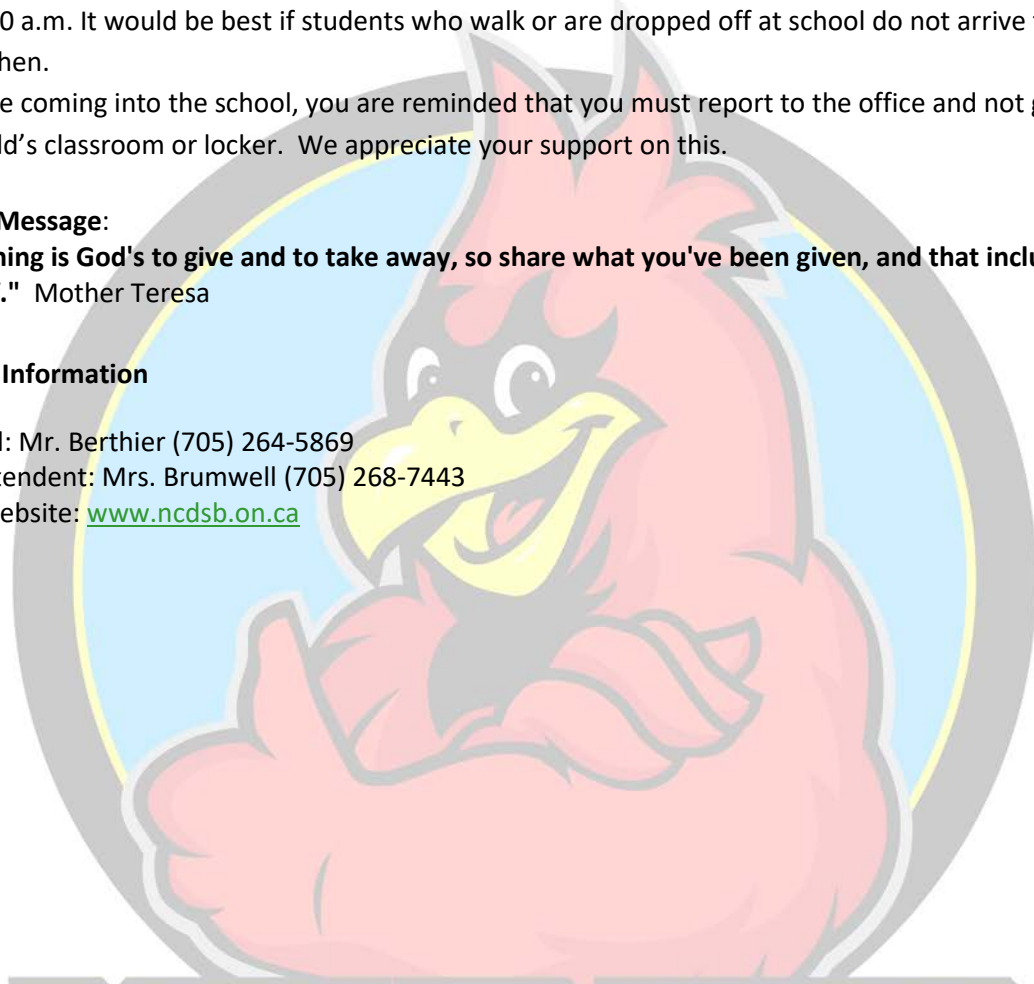 0 a.m. It would be best if students who walk or are dropped off at school do not arrive
hen.
e coming into the school, you are reminded that you must report to the office and not
ld's classroom or locker.  We appreciate your support on this.
Message:
ning is God's to give and to take away, so share what you've been given, and that inclu
."  Mother Teresa
Information
l: Mr. Berthier (705) 264-5869
tendent: Mrs. Brumwell (705) 268-7443
ebsite: www.ncdsb.on.ca